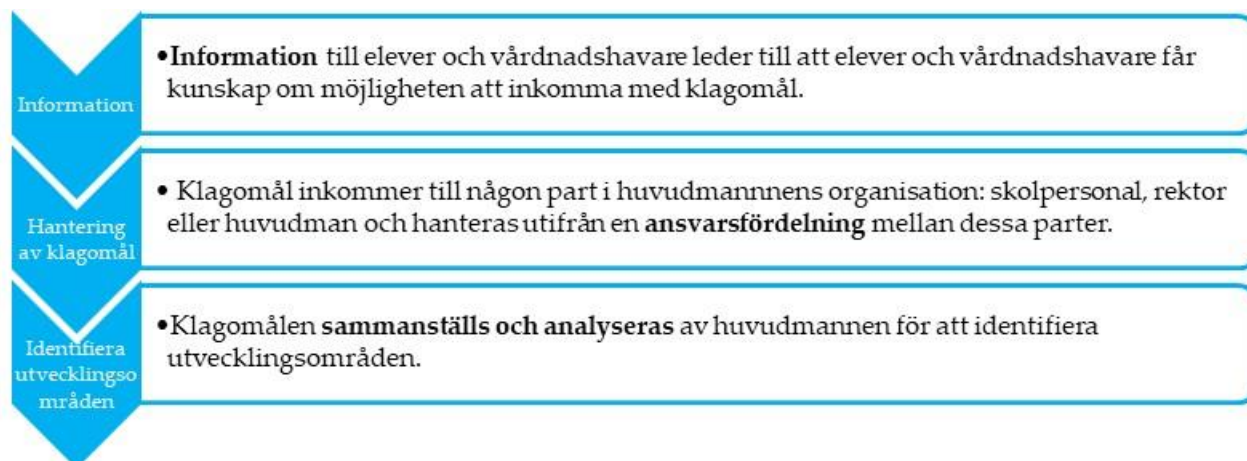 Information
•Information till elever och vårdnadshavare leder till att elever och vårdnadshavare får
kunskap om möjligheten att inkomma med klagomål.
Hantering
av klagomål
• Klagomål inkommer till någon part i huvudmannnens organisation: skolpersonal, rektor
eller huvudman och hanteras utifrån en ansvarsfördelning mellan dessa parter.
Identifiera
utvecklingso
mråden
•Klagomålen sammanställs och analyseras av huvudmannen för att identifiera
utvecklingsområden.